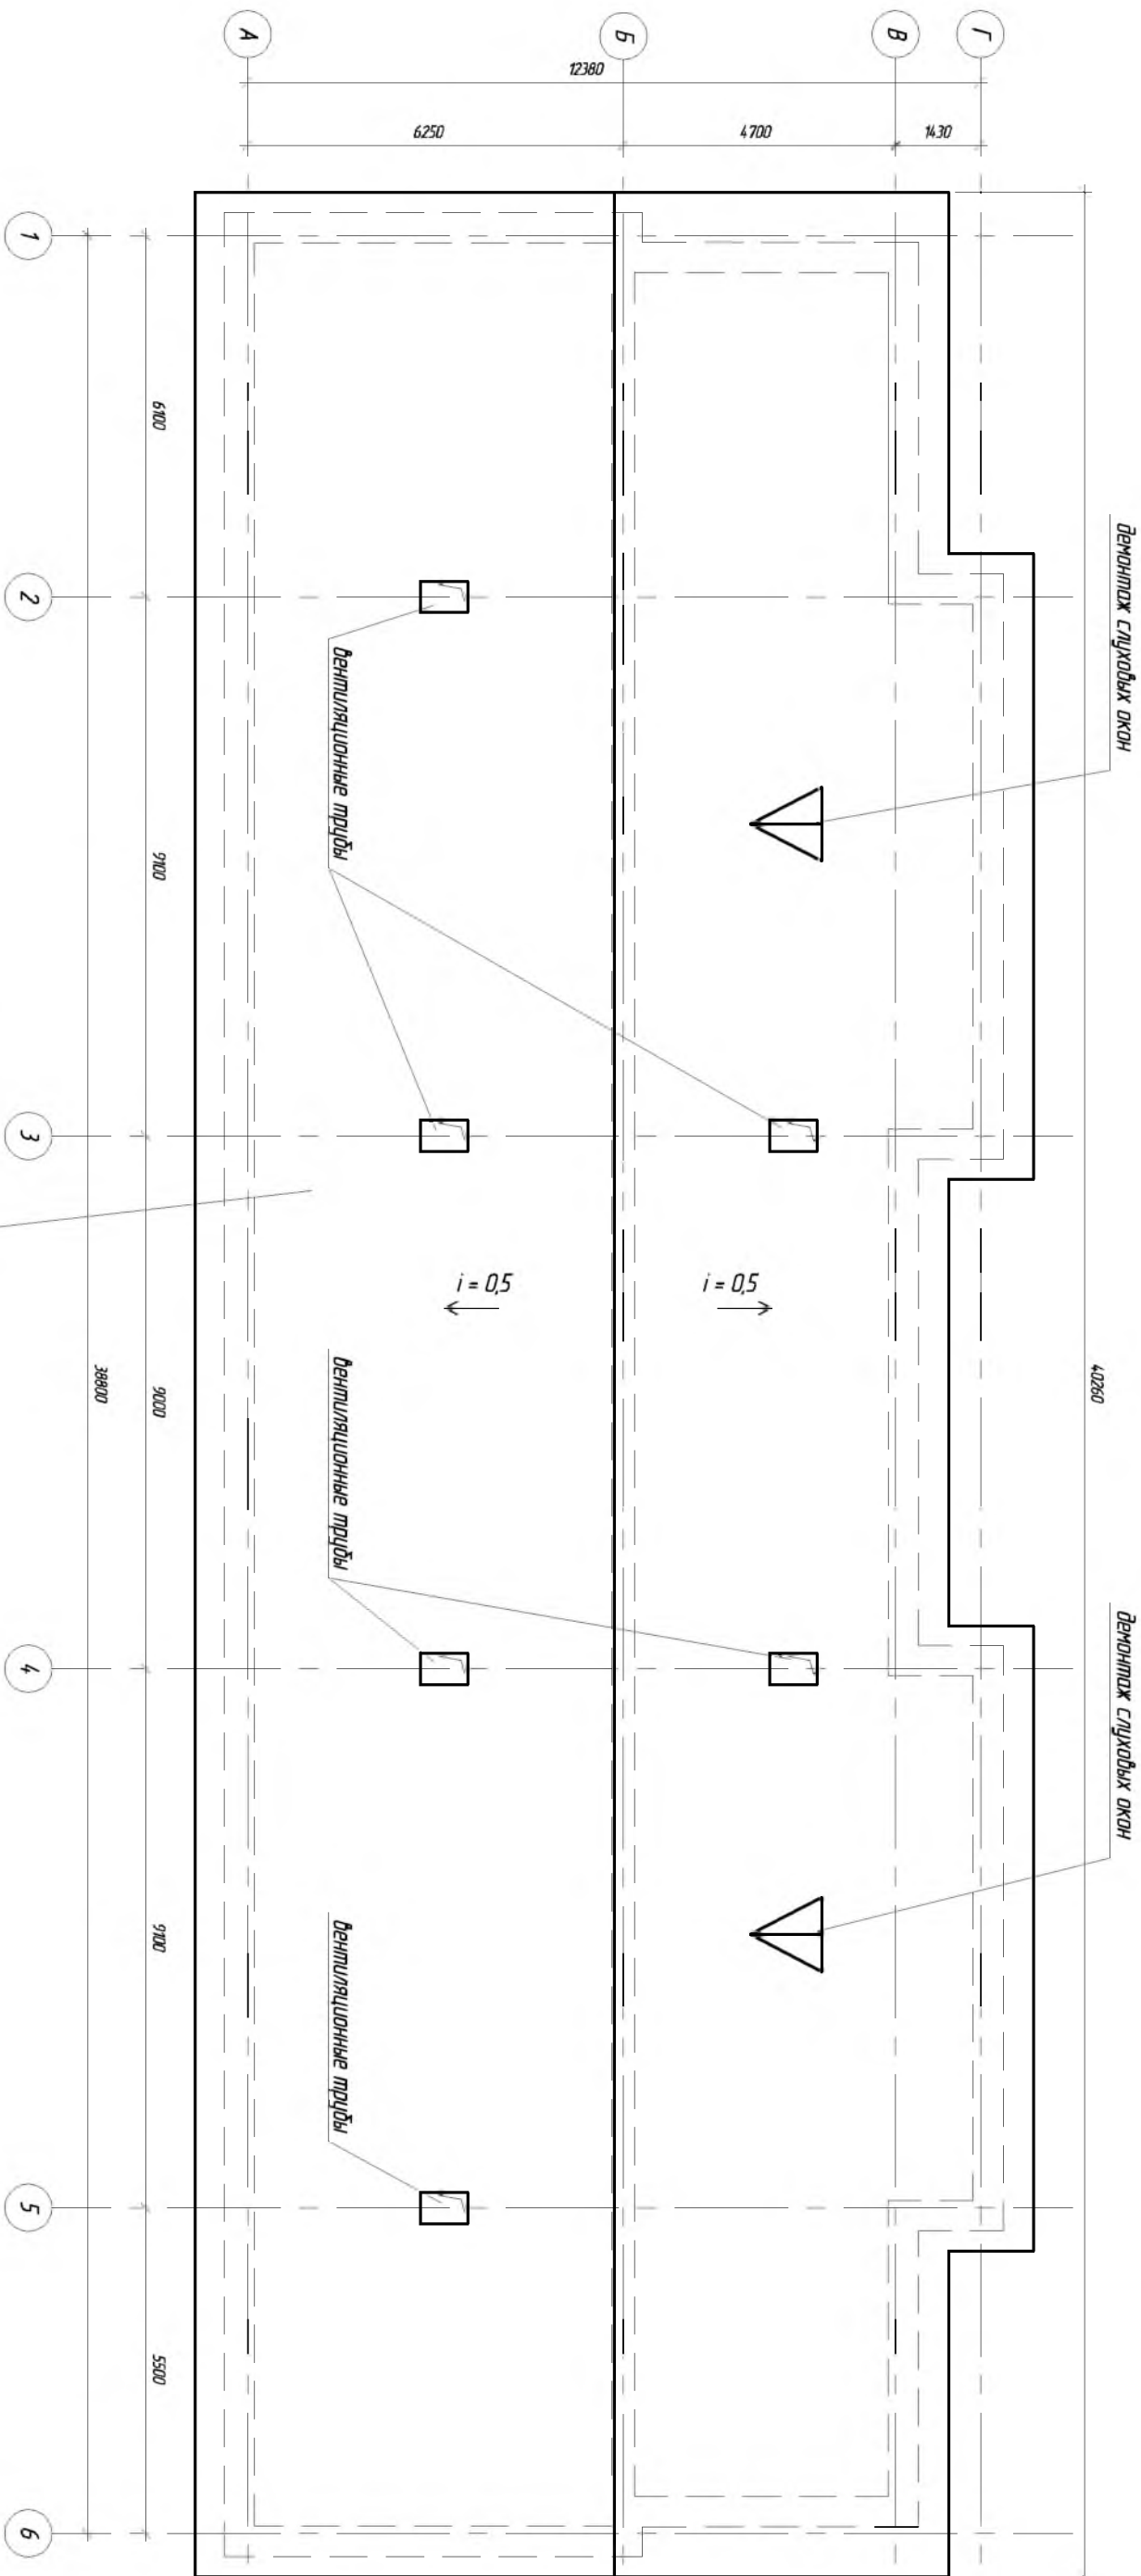 А
Б
В
Г
12380
6250
4700
1430
демонтаж слуховых окон
демонтаж слуховых окон
40260
вентиляционные трубы
вентиляционные трубы
вентиляционные трубы
i = 0,5
i = 0,5
6100
9100
9000
9100
5500
38800
1
2
3
4
5
6